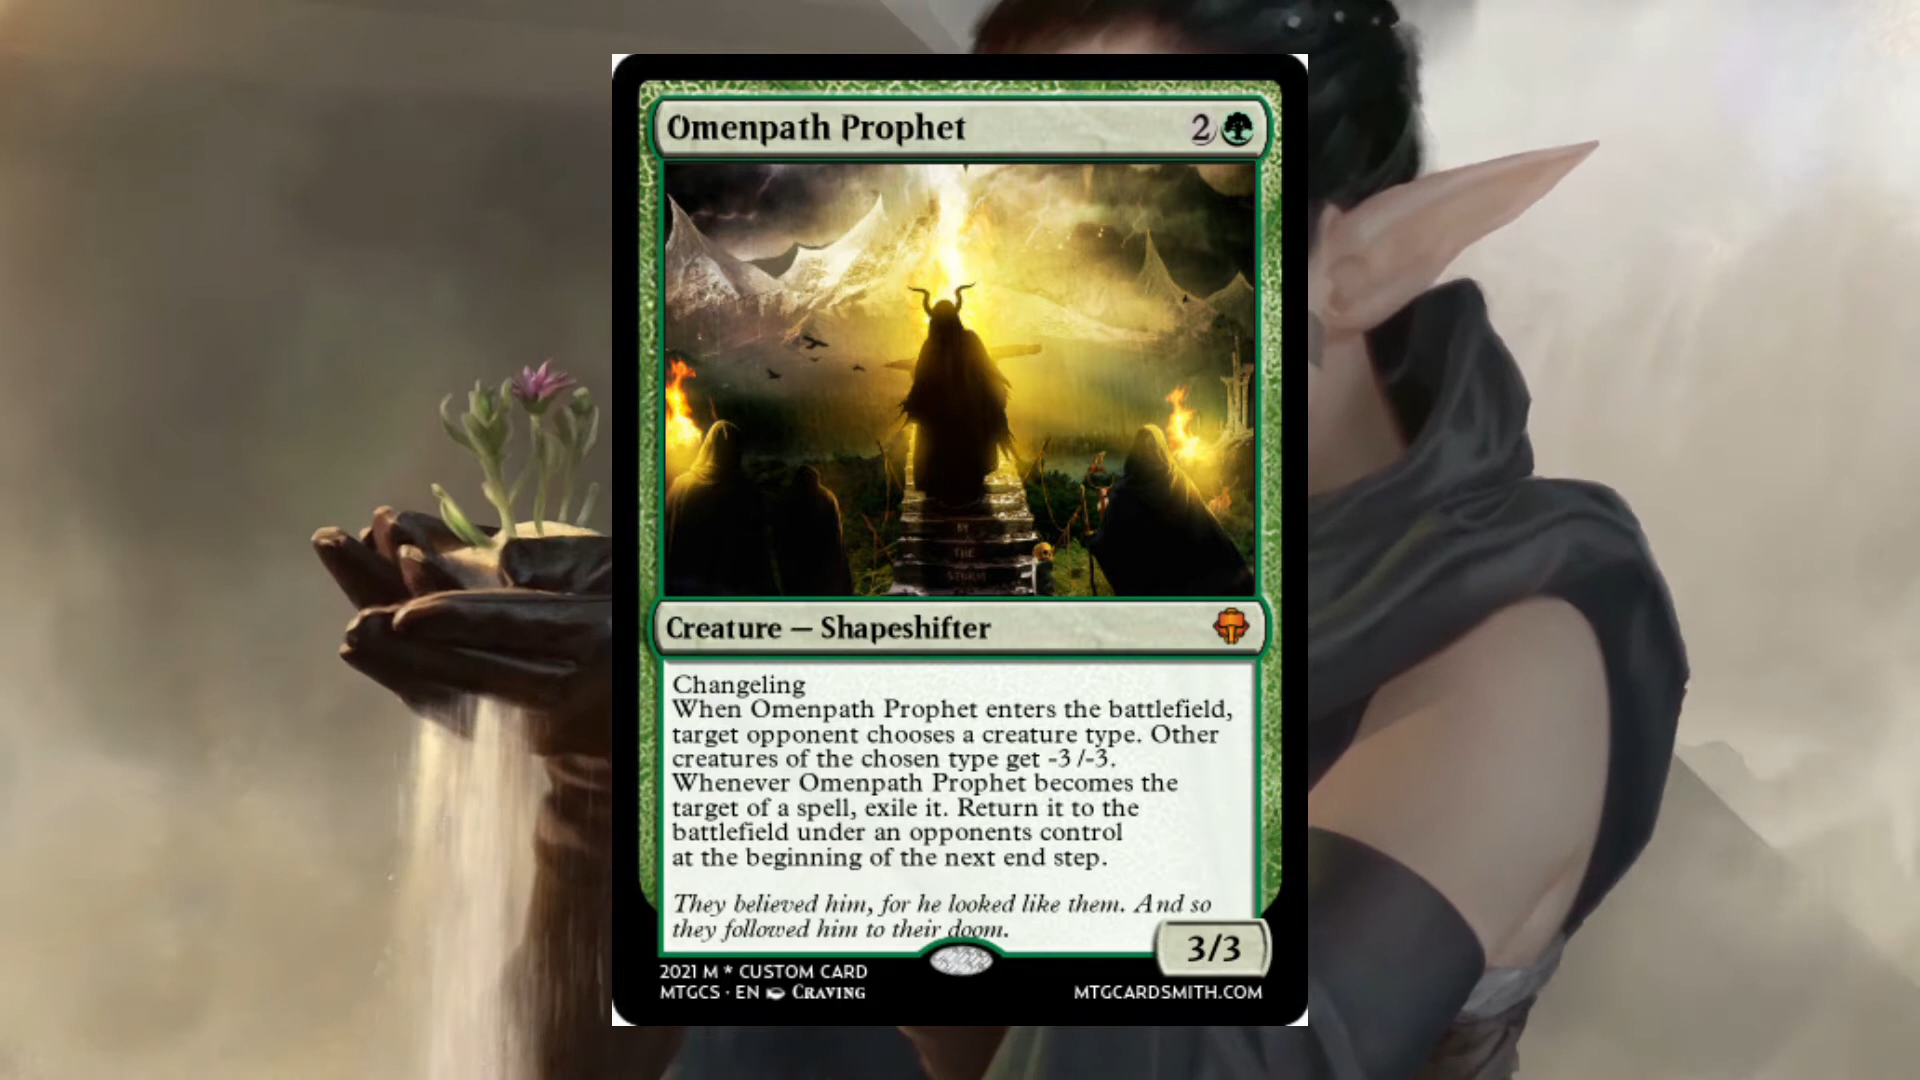 Omenpath Prophet 2
BY
THE
STORM
Creature — Shapeshifter
Changeling
When Omenpath Prophet enters the battlefield,
target opponent chooses a creature type. Other
creatures of the chosen type get -3/-3.
Whenever Omenpath Prophet becomes the
target of a spell, exile it. Return it to the
battlefield under an opponents control
at the beginning of the next end step.
They believed him, for he looked like them. And so
they followed him to their doom.
3/3
2021 M * CUSTOM CARD
MTGCS · EN CRAVING
MTGCARDSMITH.COM